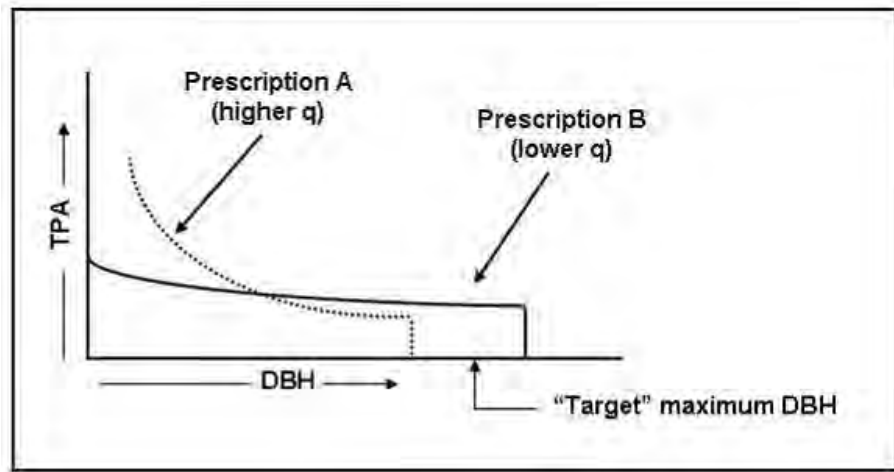 Prescription A
(higher q)
Prescription B
(lower q)
TPA
DBH
“Target” maximum DBH